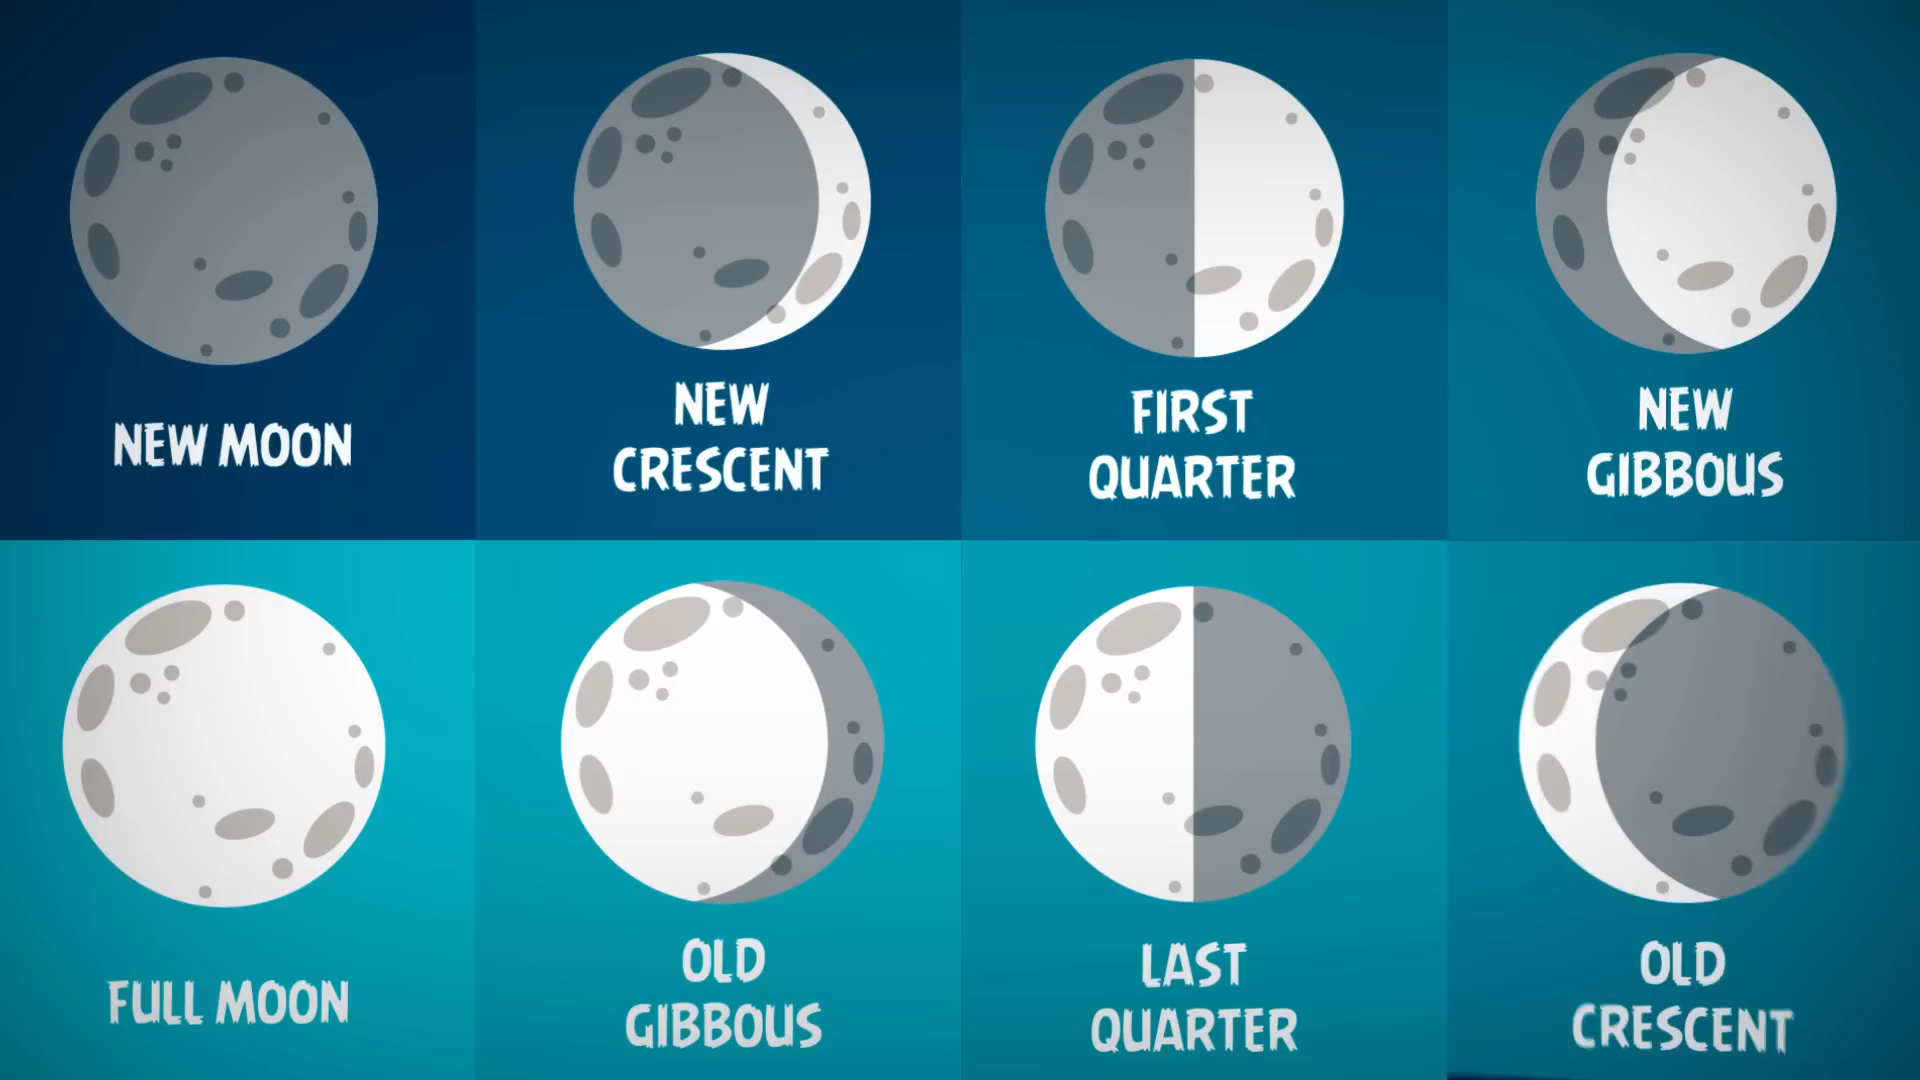 NEW MOON
NEW
CRESCENT
FIRST
QUARTER
NEW
GIBBOUS
FULL MOON
OLD
GIBBOUS
LAST
QUARTER
OLD
CRESCENT